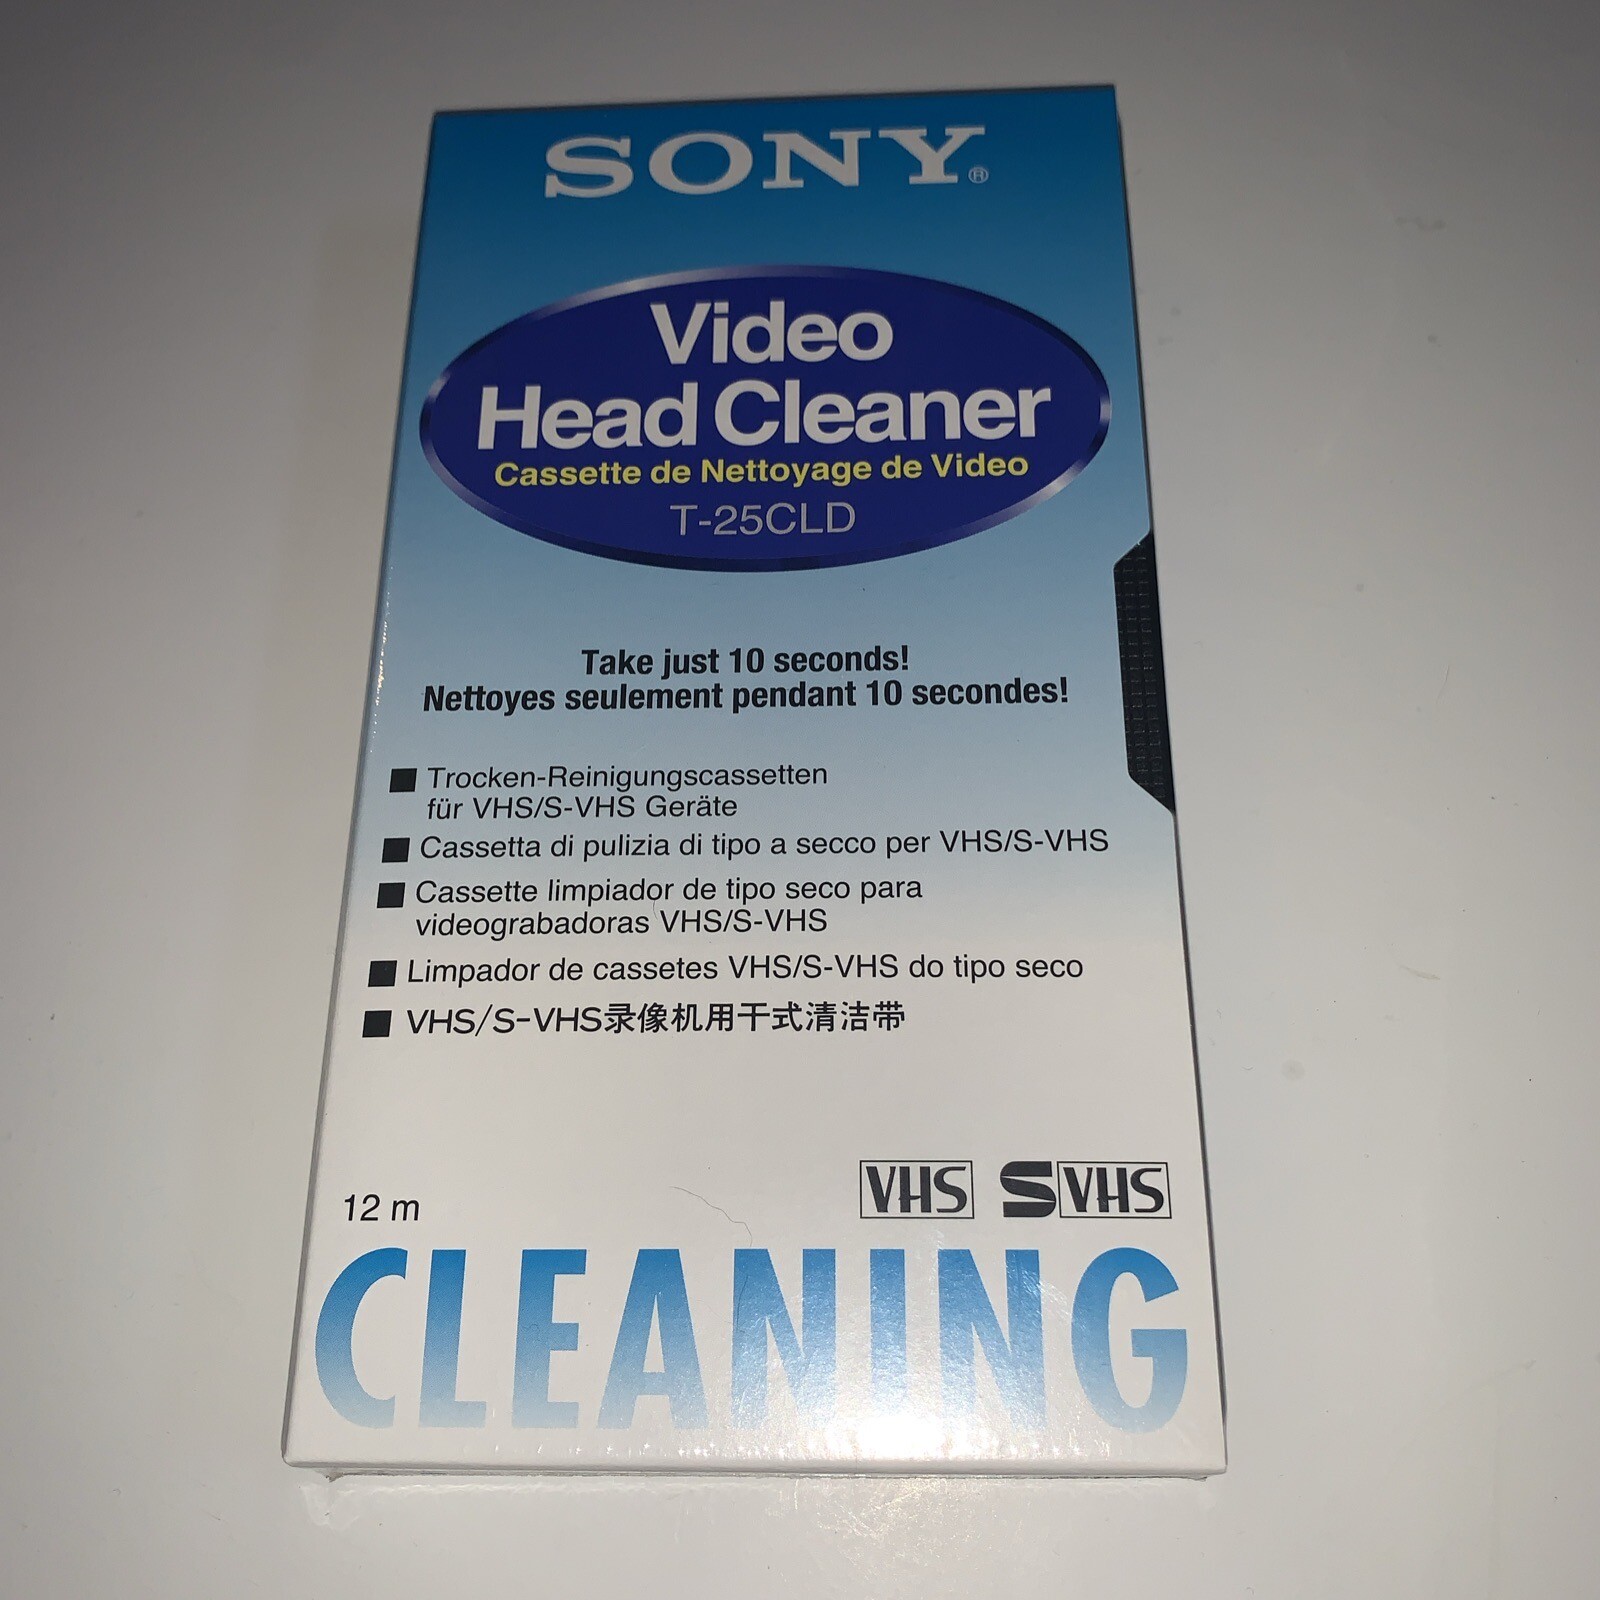 SONY®
Video
Head Cleaner
Cassette de Nettoyage de Video
T-25CLD
Take just 10 seconds!
Nettoyes seulement pendant 10 secondes!
■ Trocken-Reinigungscassetten
für VHS/S-VHS Geräte
■ Cassetta di pulizia di tipo a secco per VHS/S-VHS
■ Cassette limpiador de tipo seco para
videograbadoras VHS/S-VHS
■ Limpador de cassetes VHS/S-VHS do tipo seco
■ VHS/S-VHS录像机用干式清洁带
12 m
VHS S VHS
CLEANING